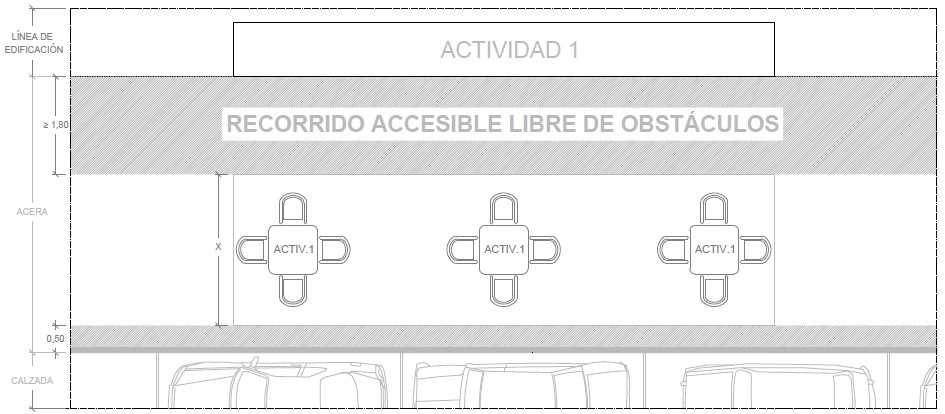 LÍNEA DE
EDIFICACIÓN
ACTIVIDAD 1
≥ 1,80
RECORRIDO ACCESIBLE LIBRE DE OBSTÁCULOS
ACERA
X
ACTIV.1
ACTIV.1
ACTIV.1
0,50
CALZADA